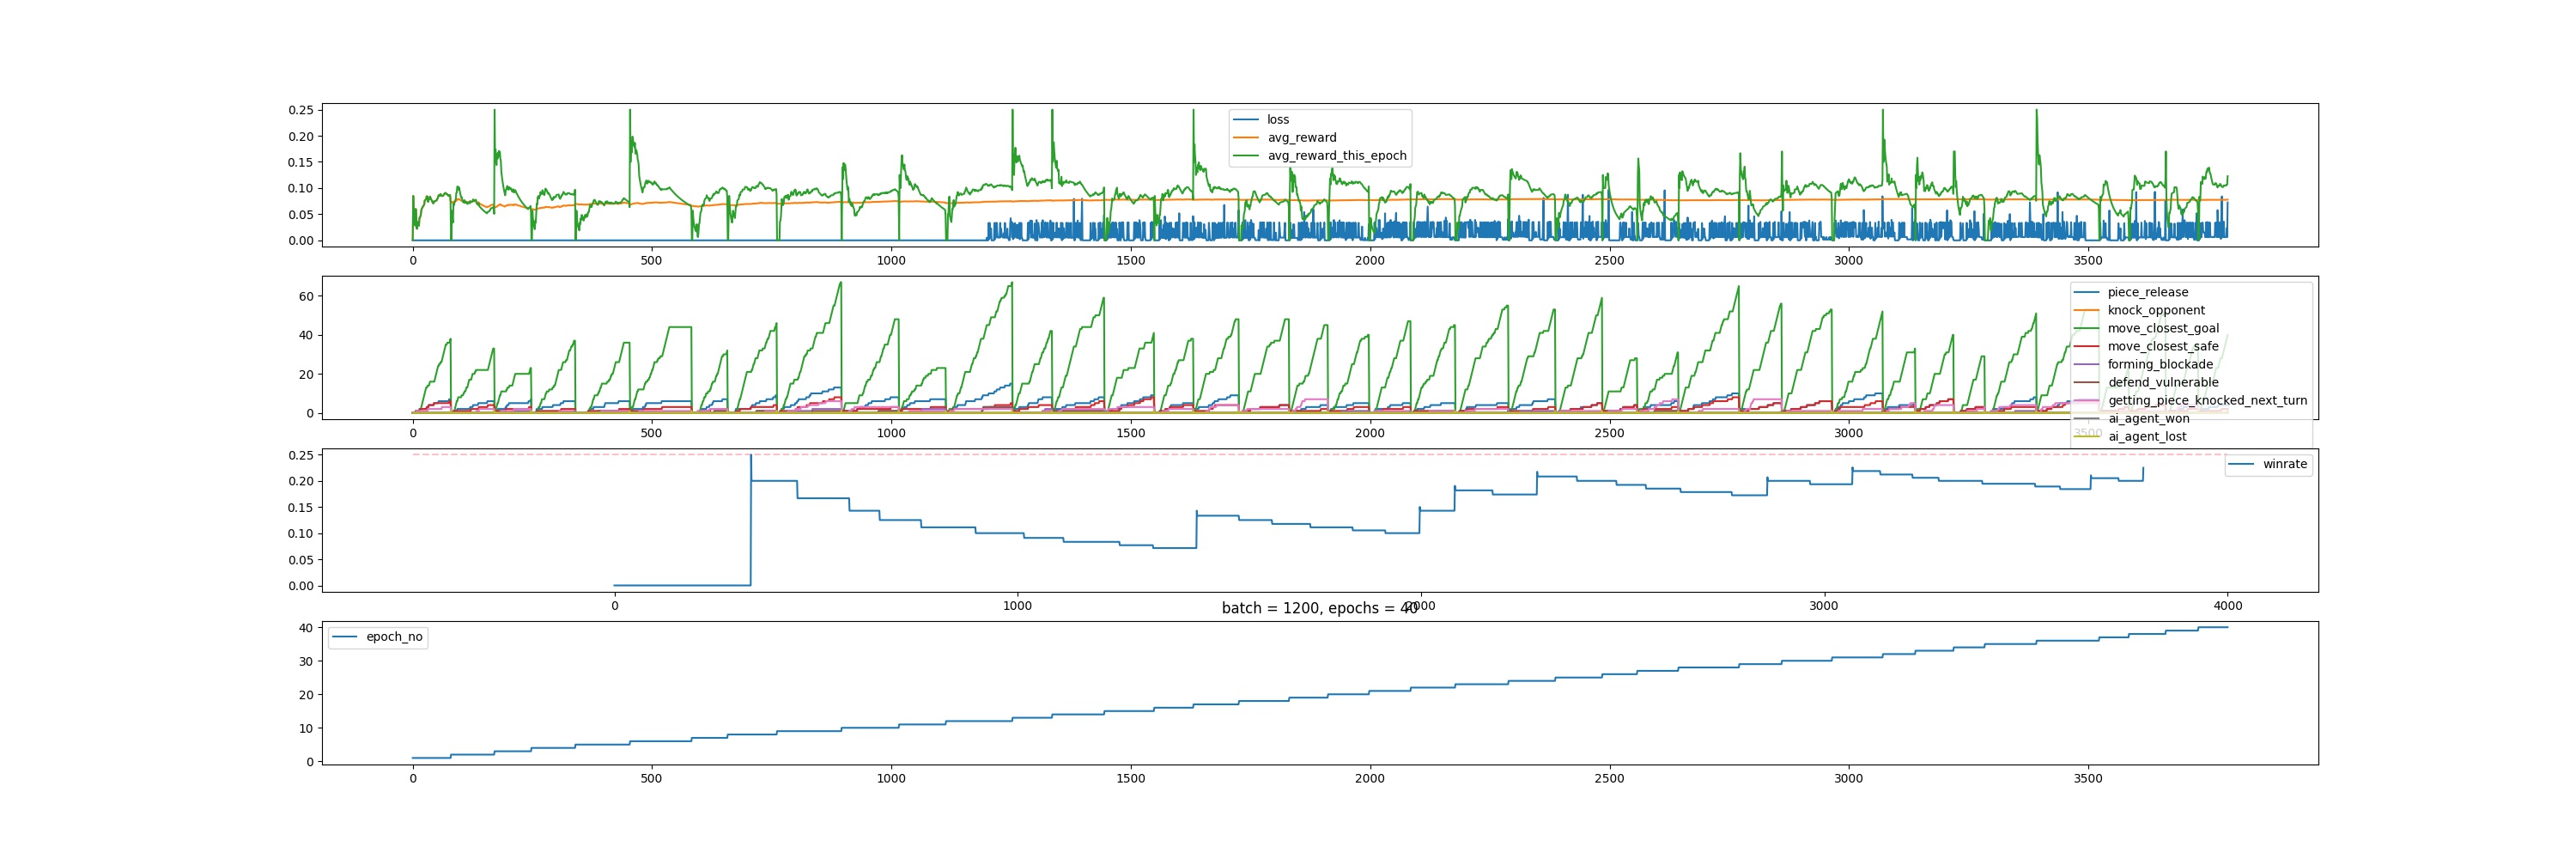 0.25
0.20
0.15
0.10
0.05
0.00
loss
avg_reward
avg_reward_this_epoch
0 500 1000 1500 2000 2500 3000 3500
60
40
20
0
piece_release
knock_opponent
move_closest_goal
move_closest_safe
forming_blockade
defend_vulnerable
getting_piece_knocked_next_turn
ai_agent_won
ai_agent_lost
0 500 1000 1500 2000 2500 3000 3500
0.25
0.20
0.15
0.10
0.05
0.00
winrate
0 1000 2000 3000 4000
batch = 1200, epochs = 40
40
30
20
10
0
epoch_no
0 500 1000 1500 2000 2500 3000 3500